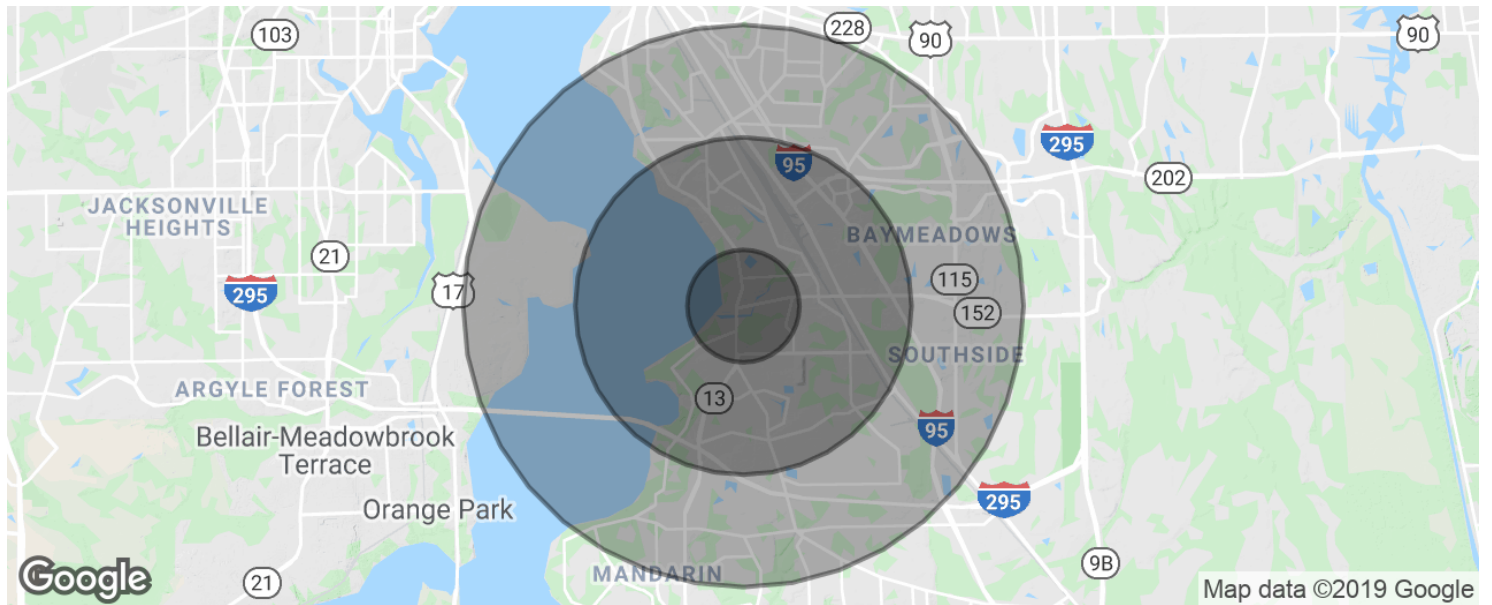 103
228
90
90
295
95
202
JACKSONVILLE
HEIGHTS
BAYMEADOWS
21
295
17
115
152
SOUTHSIDE
ARGYLE FOREST
13
Bellair-Meadowbrook
Terrace
95
Orange Park
295
MANDARIN
9B
21
Google
Map data ©2019 Google